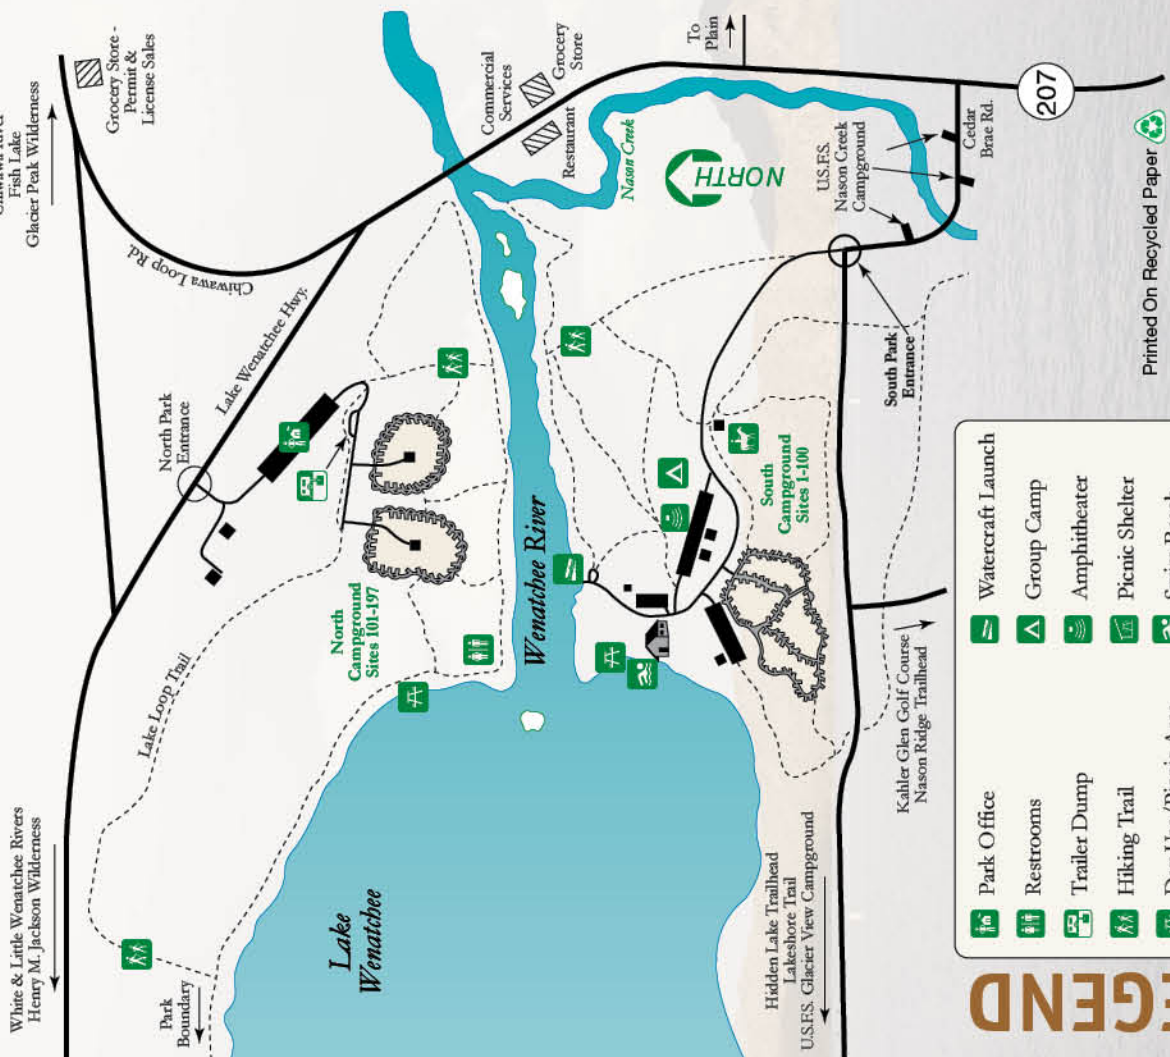 Fish Lake
Glacier Peak Wilderness
Grocery Store -
Permit &
License Sales
Chiwawa Loop Rd.
Lake Wenatchee Hwy.
North Park
Entrance
Commercial
Services
Grocery
Store
Restaurant
To
Plain
Nason Creek
NORTH
U.S.F.S.
Nason Creek
Campground
Cedar
Brae Rd.
207
South Park
Entrance
Printed On Recycled Paper
White & Little Wenatchee Rivers
Henry M. Jackson Wilderness
Lake Loop Trail
North
Campground
Sites 101-197
Wenatchee River
South
Campground
Sites 1-100
Park
Boundary
Lake
Wenatchee
Hidden Lake Trailhead
Lakeshore Trail
U.S.F.S. Glacier View Campground
Kahler Glen Golf Course
Nason Ridge Trailhead
EGEND
Park Office
Restrooms
Trailer Dump
Hiking Trail
Watercraft Launch
Group Camp
Amphitheater
Picnic Shelter